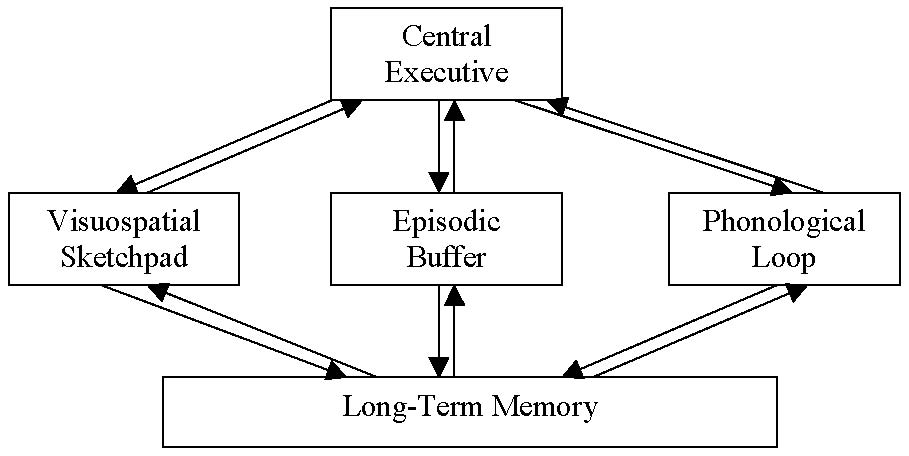 Central
Executive
Visuospatial
Sketchpad
Episodic
Buffer
Phonological
Loop
Long-Term Memory